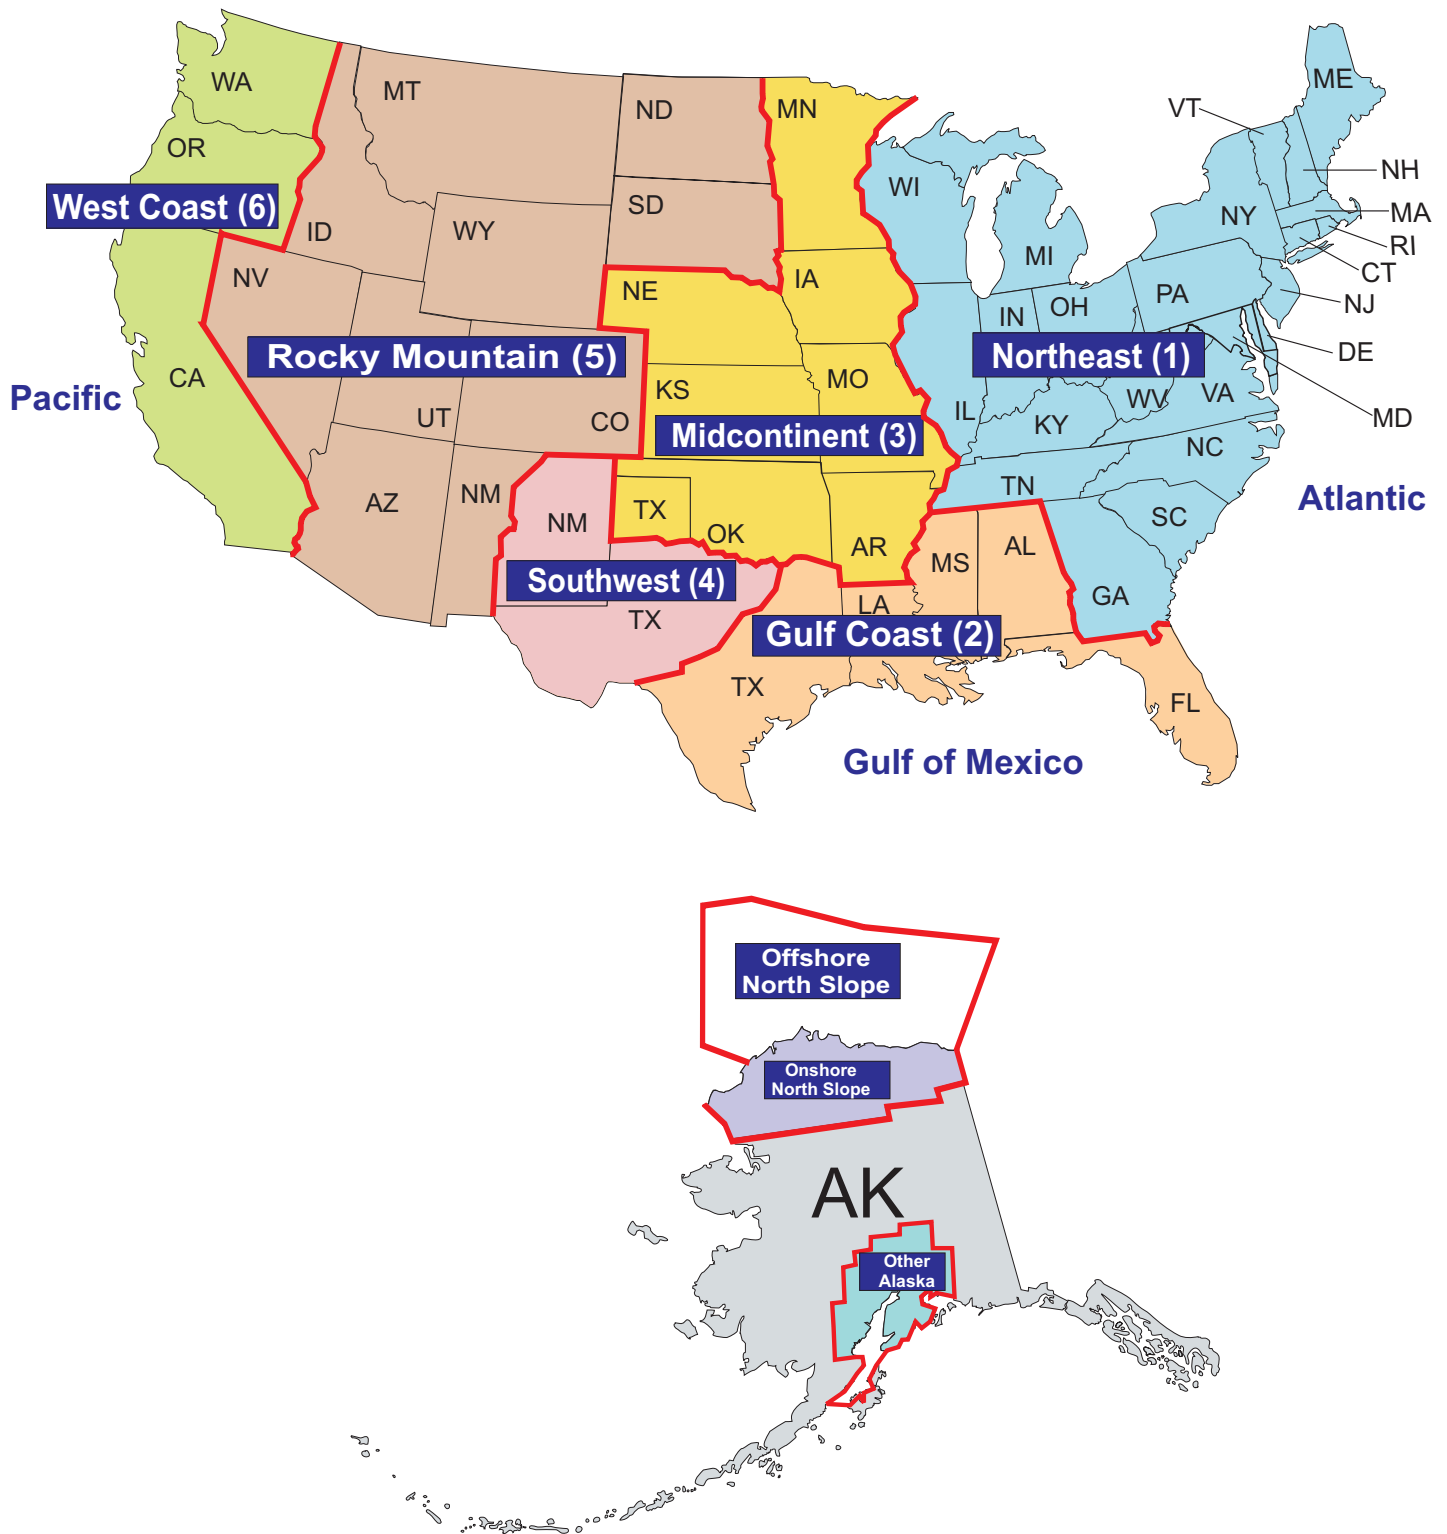 WA
MT
ND
MN
ME
VT
OR
NH
WI
SD
MA
West Coast (6)
NY
ID
WY
RI
MI
CT
NV
IA
NE
PA
NJ
IN
OH
Rocky Mountain (5)
Northeast (1)
DE
CA
MO
KS
Pacific
WV
VA
UT
CO
IL
MD
KY
Midcontinent (3)
NC
TN
NM
AZ
Atlantic
TX
SC
NM
OK
AR
AL
MS
Southwest (4)
GA
LA
TX
Gulf Coast (2)
TX
FL
Gulf of Mexico
Offshore
North Slope
Onshore
North Slope
AK
Other
Alaska